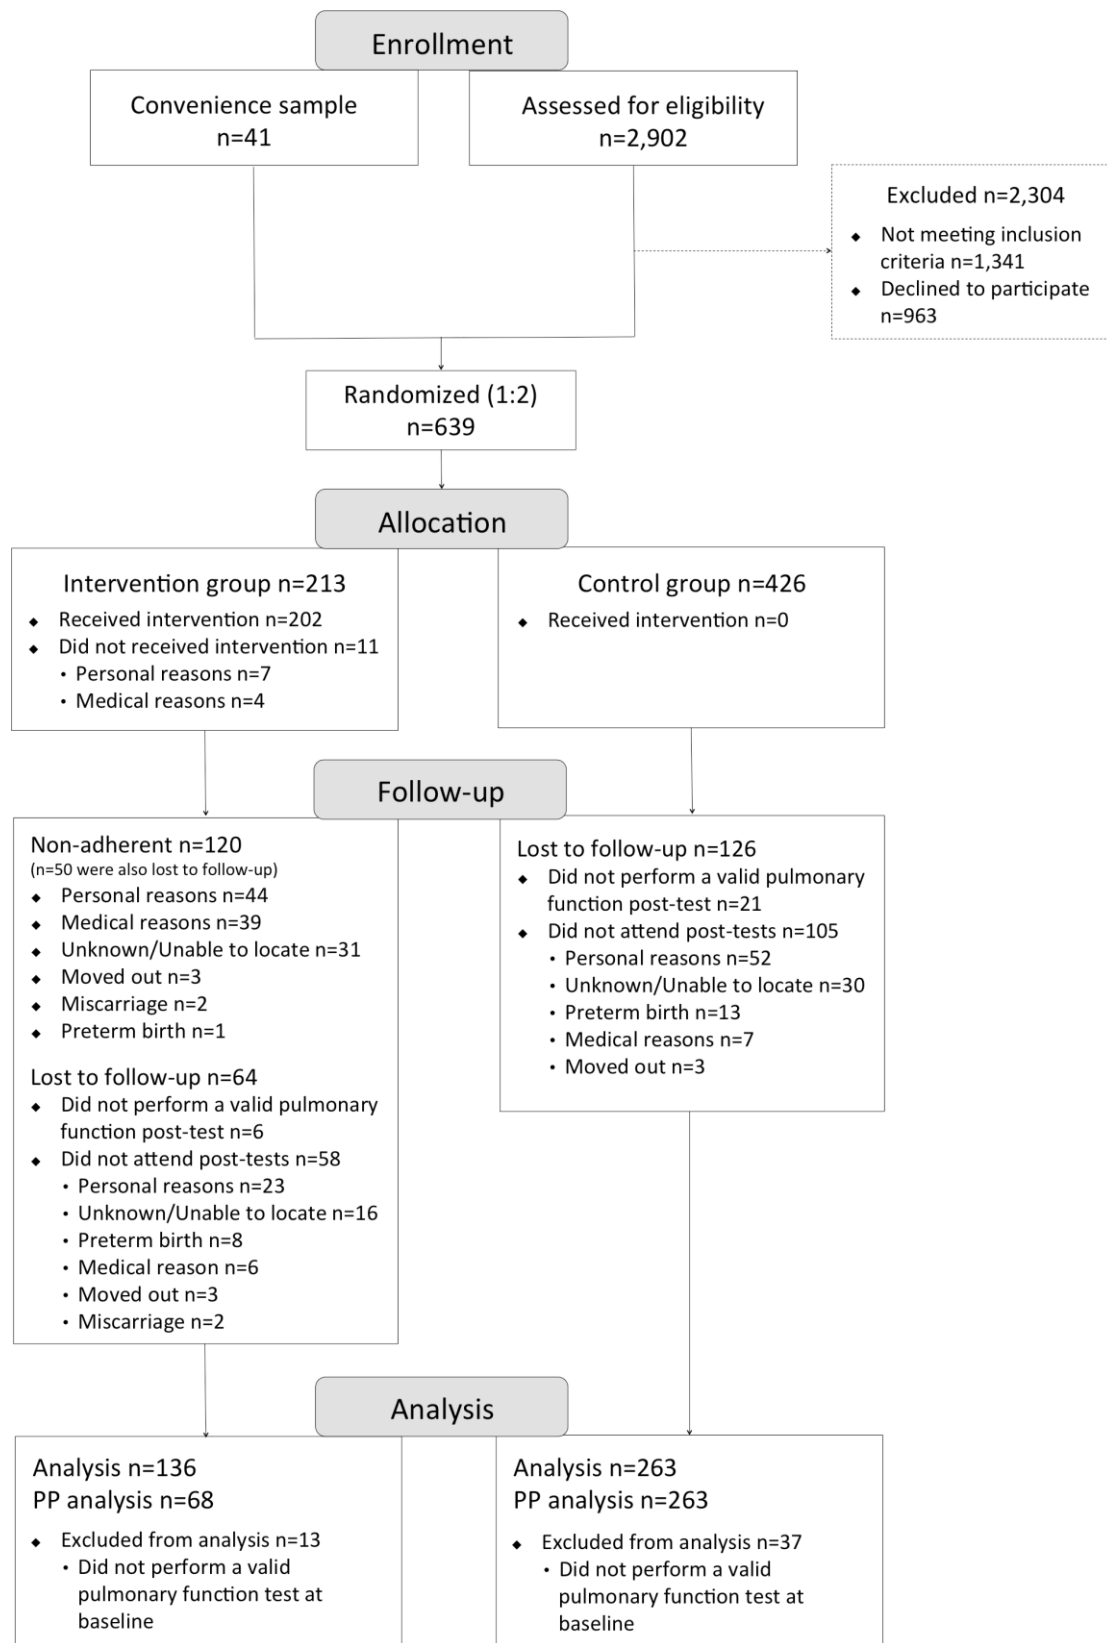 Enrollment
Convenience sample
n=41
Assessed for eligibility
n=2,902
Excluded n=2,304
◆ Not meeting inclusion
criteria n=1,341
◆ Declined to participate
n=963
Randomized (1:2)
n=639
Allocation
Intervention group n=213
◆ Received intervention n=202
◆ Did not received intervention n=11
• Personal reasons n=7
• Medical reasons n=4
Control group n=426
◆ Received intervention n=0
Follow-up
Non-adherent n=120
(n=50 were also lost to follow-up)
◆ Personal reasons n=44
◆ Medical reasons n=39
◆ Unknown/Unable to locate n=31
◆ Moved out n=3
◆ Miscarriage n=2
◆ Preterm birth n=1
Lost to follow-up n=64
◆ Did not perform a valid pulmonary
function post-test n=6
◆ Did not attend post-tests n=58
• Personal reasons n=23
• Unknown/Unable to locate n=16
• Preterm birth n=8
• Medical reason n=6
• Moved out n=3
• Miscarriage n=2
Lost to follow-up n=126
◆ Did not perform a valid pulmonary
function post-test n=21
◆ Did not attend post-tests n=105
• Personal reasons n=52
• Unknown/Unable to locate n=30
• Preterm birth n=13
• Medical reasons n=7
• Moved out n=3
Analysis
Analysis n=136
PP analysis n=68
◆ Excluded from analysis n=13
• Did not perform a valid
pulmonary function test at
baseline
Analysis n=263
PP analysis n=263
◆ Excluded from analysis n=37
• Did not perform a valid
pulmonary function test at
baseline